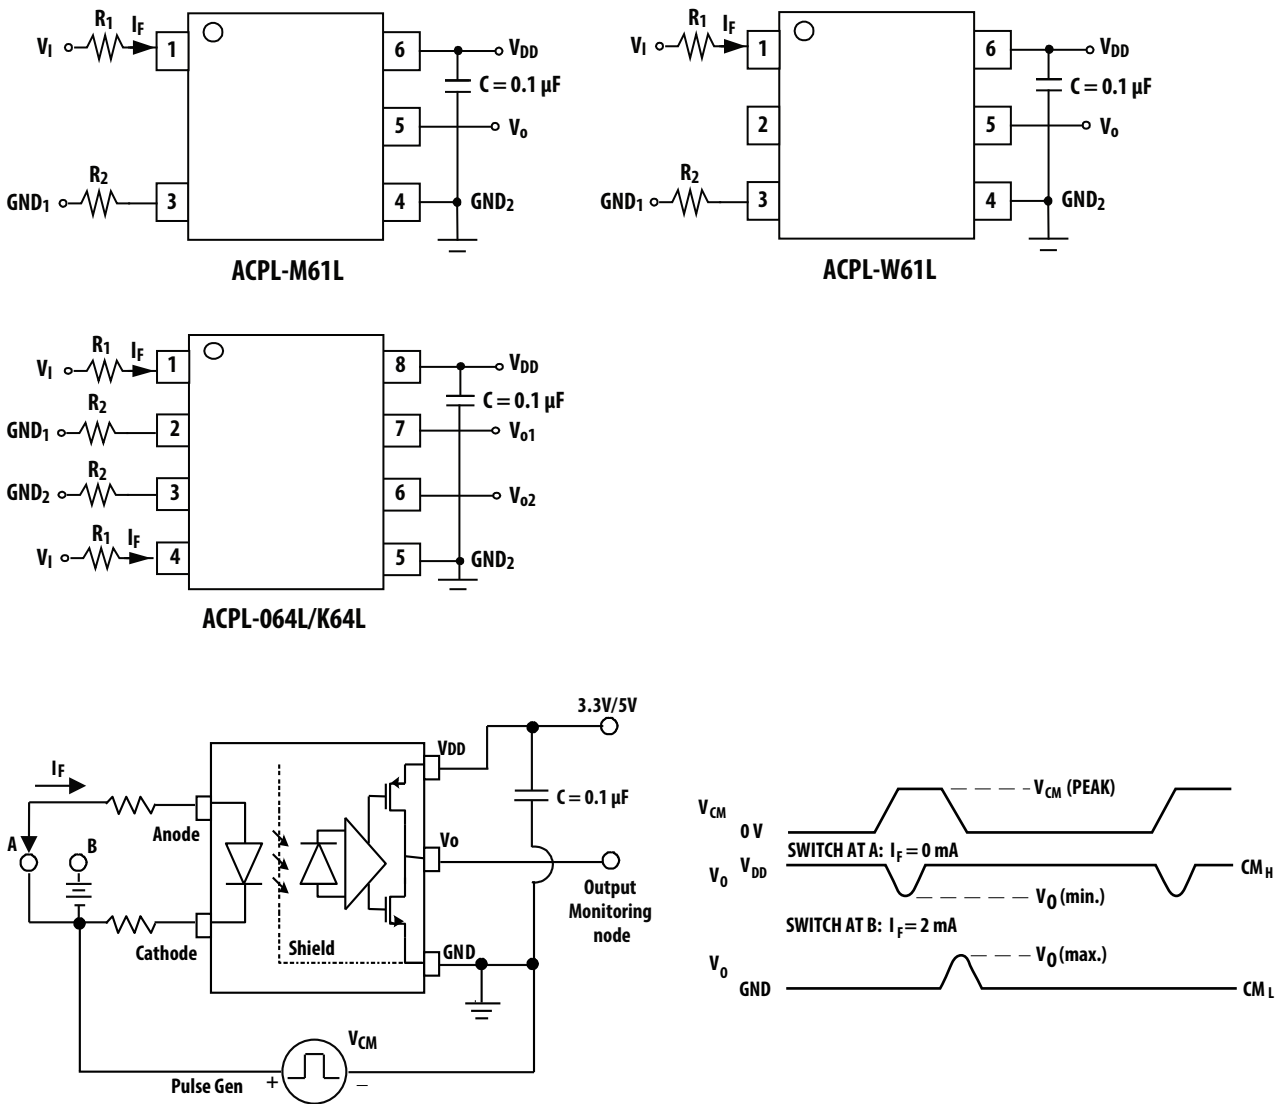 R1 IF
VI 1 6 VDD
C = 0.1 µF
5 Vo
R2
GND1 3 4 GND2
ACPL-M61L
R1 IF
VI 1 6 VDD
C = 0.1 µF
2 5 Vo
R2
GND1 3 4 GND2
ACPL-W61L
R1 IF
VI 1 8 VDD
C = 0.1 µF
R2
GND1 2 7 Vo1
R2
GND2 3 6 Vo2
R1 IF
VI 4 5 GND2
ACPL-064L/K64L
3.3V/5V
VDD
IF
C = 0.1 µF
Anode
A B
Vo
Output
Monitoring
node
Cathode
Shield
GND
VCM
Pulse Gen + –
VCM (PEAK)
VCM
0 V
SWITCH AT A: IF = 0 mA
VO VDD CMH
VO (min.)
SWITCH AT B: IF = 2 mA
VO (max.)
VO
GND CML